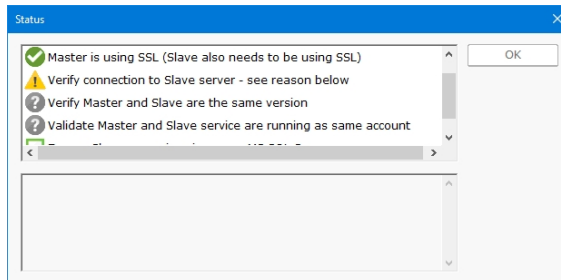 Status
Master is using SSL (Slave also needs to be using SSL)
OK
Verify connection to Slave server - see reason below
Verify Master and Slave are the same version
Validate Master and Slave service are running as same account